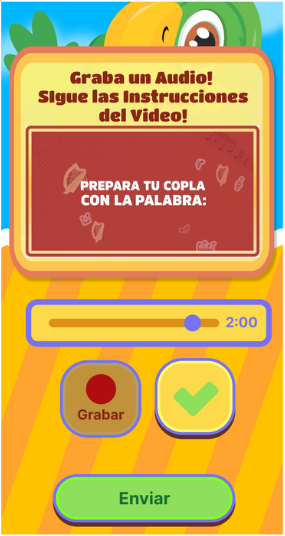 Graba un Audio!
SIgue las Instrucciones
del Video!
PREPARA TU COPLA
CON LA PALABRA:
2:00
Grabar
Enviar